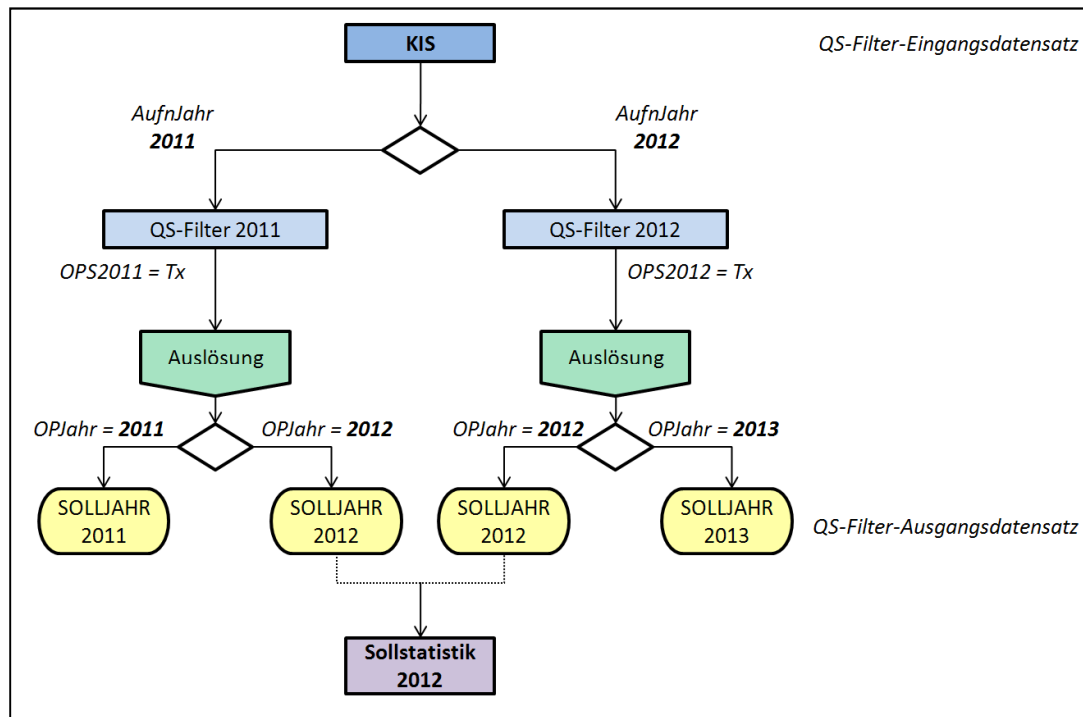 KIS
QS-Filter-Eingangsdatensatz
AufnJahr
2011
AufnJahr
2012
QS-Filter 2011
QS-Filter 2012
OPS2011 = Tx
OPS2012 = Tx
Auslösung
Auslösung
OPJahr = 2011
OPJahr = 2012
OPJahr = 2012
OPJahr = 2013
SOLLJAHR
2011
SOLLJAHR
2012
SOLLJAHR
2012
SOLLJAHR
2013
QS-Filter-Ausgangsdatensatz
Sollstatistik
2012